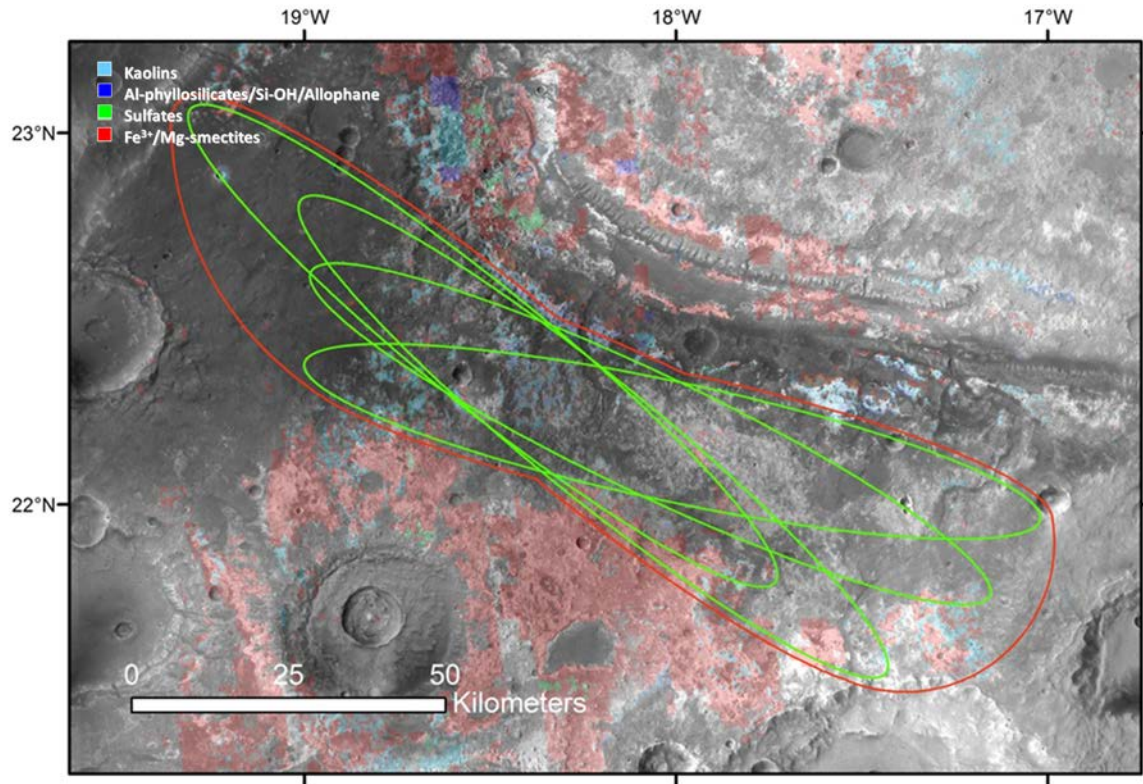 19°W 18°W 17°W
Kaolins
Al-phyllosilicates/Si-OH/Allophane
Sulfates
Fe³⁺/Mg-smectites
23°N
22°N
0 25 50
Kilometers